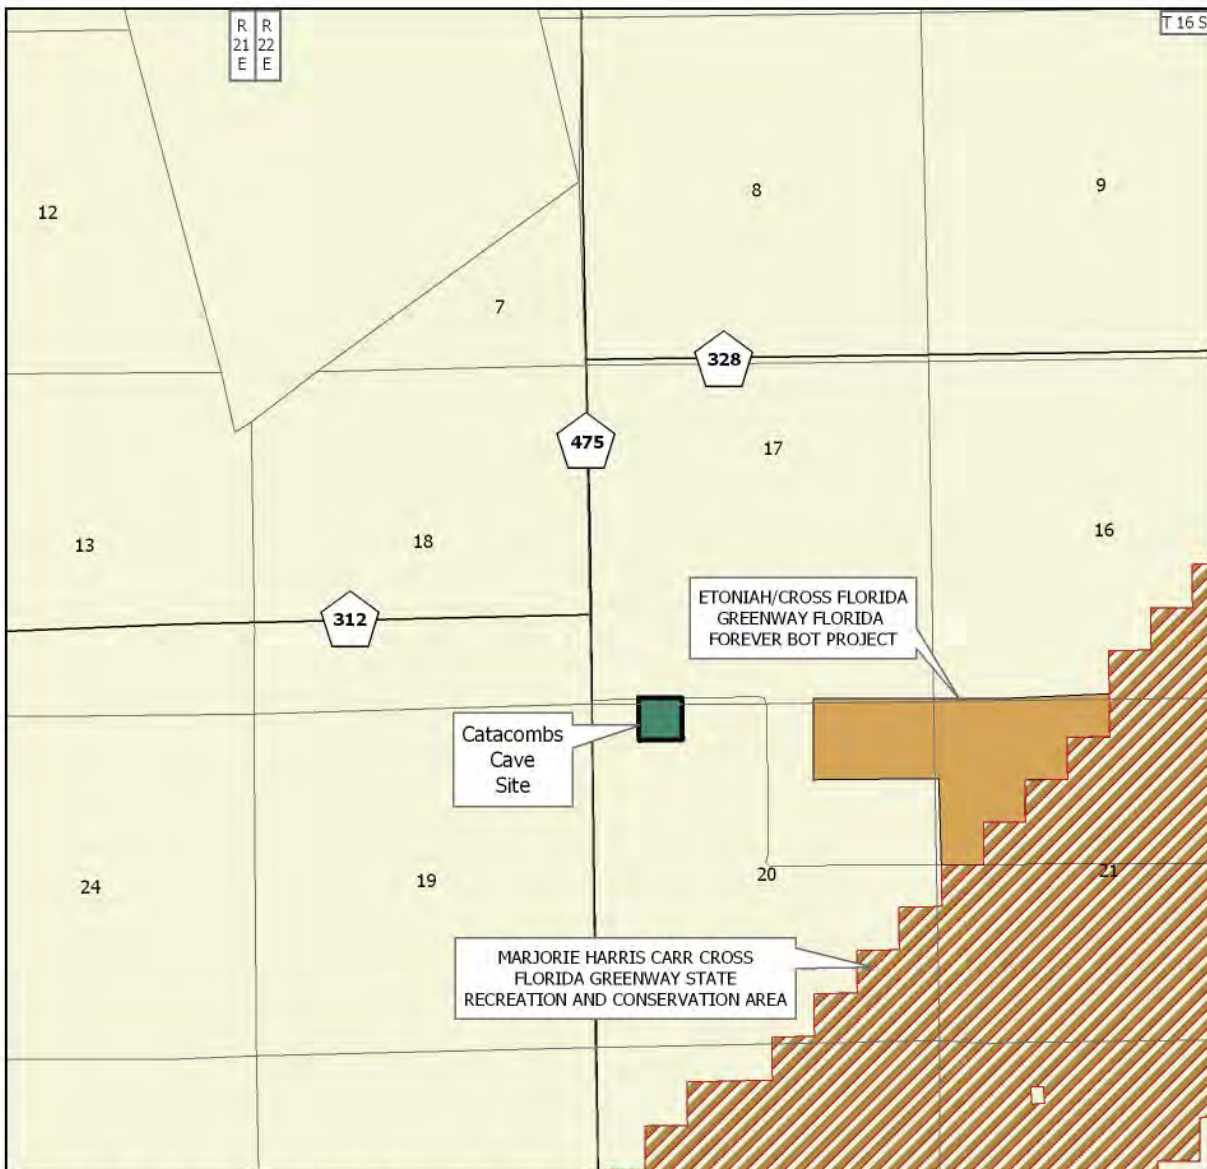 R
21
E
R
22
E
T 16 S
12
8
9
7
328
475
17
13
18
16
312
ETONIAH/CROSS FLORIDA
GREENWAY FLORIDA
FOREVER BOT PROJECT
Catacombs
Cave
Site
24
19
20
21
MARJORIE HARRIS CARR CROSS
FLORIDA GREENWAY STATE
RECREATION AND CONSERVATION AREA